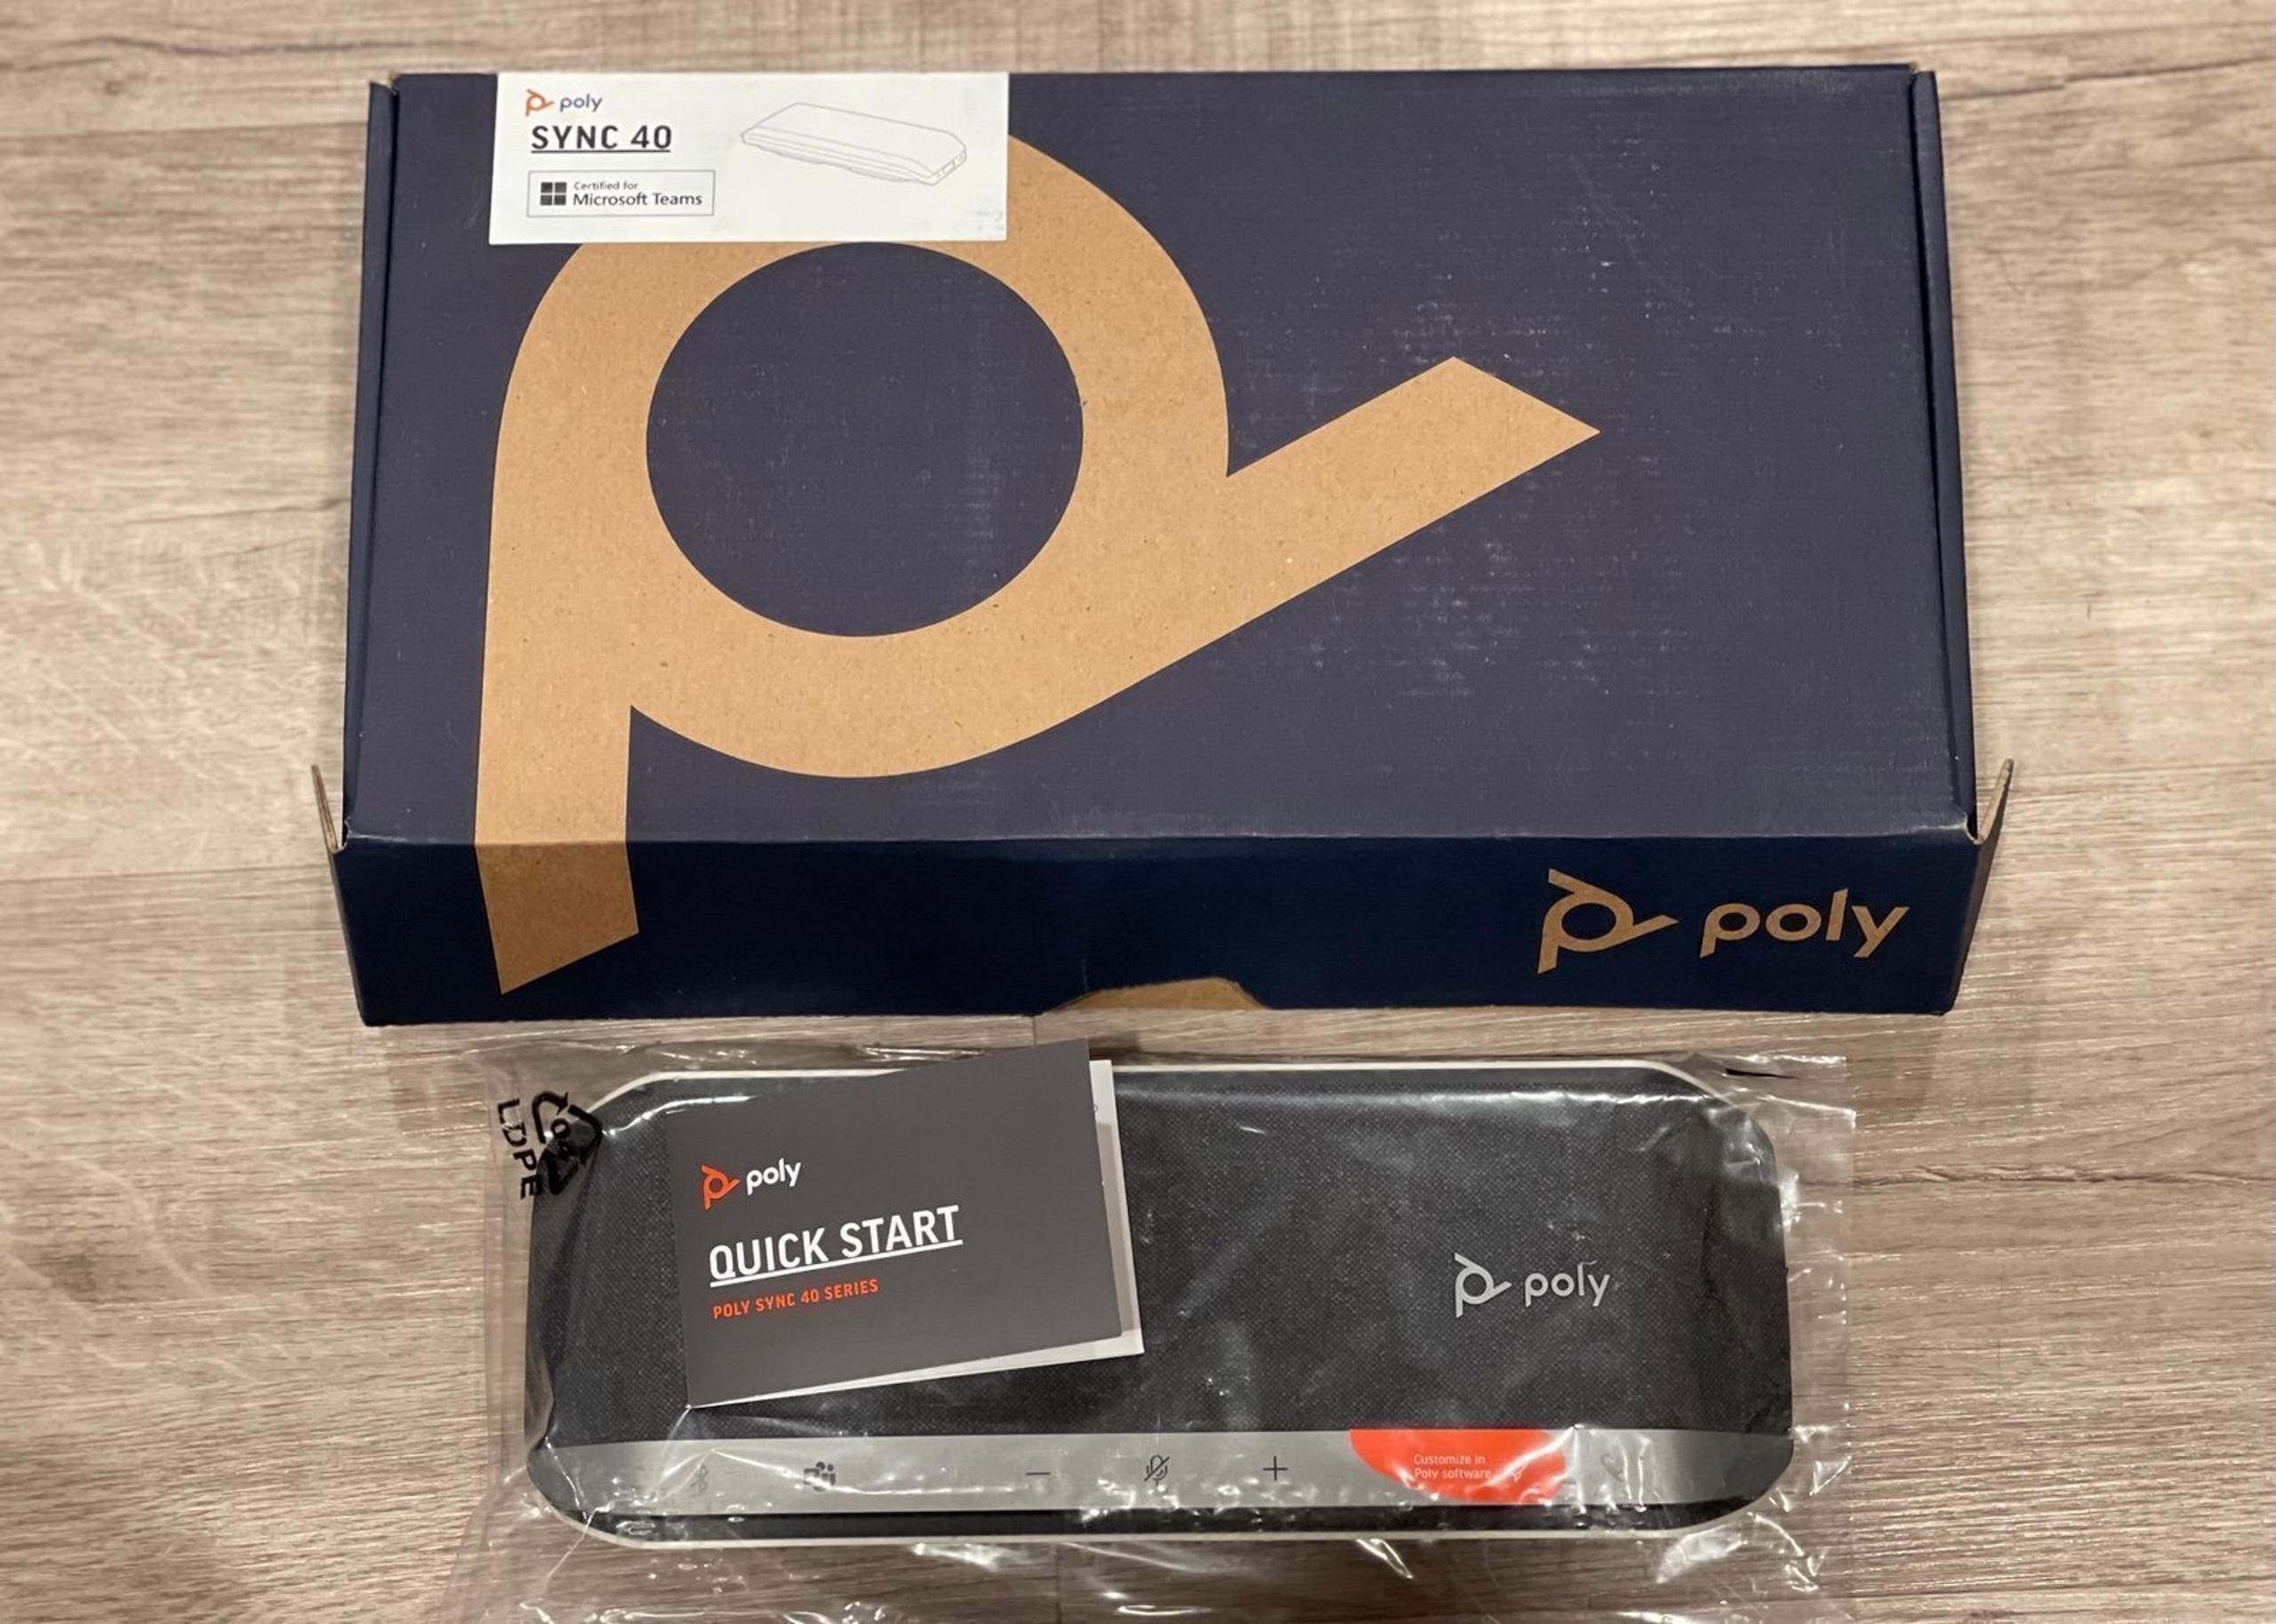 poly
SYNC 40
Certified for
Microsoft Teams
poly
LDPE
04
poly
QUICK START
POLY SYNC 40 SERIES
poly
Customize in
Poly software